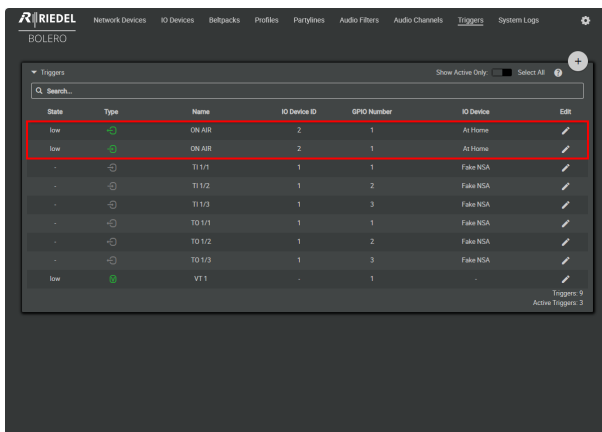 RIEDEL Network Devices IO Devices Beltpacks Profiles Partylines Audio Filters Audio Channels Triggers System Logs
BOLERO
Triggers Show Active Only: Select All ?
+
Search...
State Type Name IO Device ID GPIO Number IO Device Edit
low ON AIR 2 1 At Home
low ON AIR 2 1 At Home
- TI 1/1 1 1 Fake NSA
- TI 1/2 1 2 Fake NSA
- TI 1/3 1 3 Fake NSA
- TO 1/1 1 1 Fake NSA
- TO 1/2 1 2 Fake NSA
- TO 1/3 1 3 Fake NSA
low VT 1 - 1 -
Triggers: 9
Active Triggers: 3